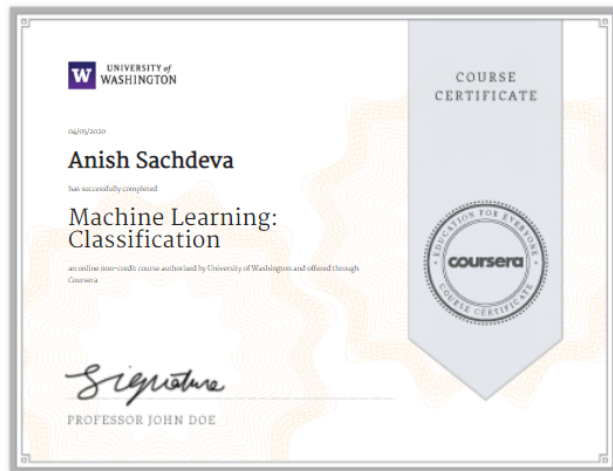 W UNIVERSITY of
WASHINGTON
COURSE
CERTIFICATE
04/05/2020
Anish Sachdeva
has successfully completed
Machine Learning:
Classification
an online non-credit course authorized by University of Washington and offered through
Coursera
EDUCATION FOR EVERYONE
coursera
COURSE CERTIFICATE
Signature
PROFESSOR JOHN DOE